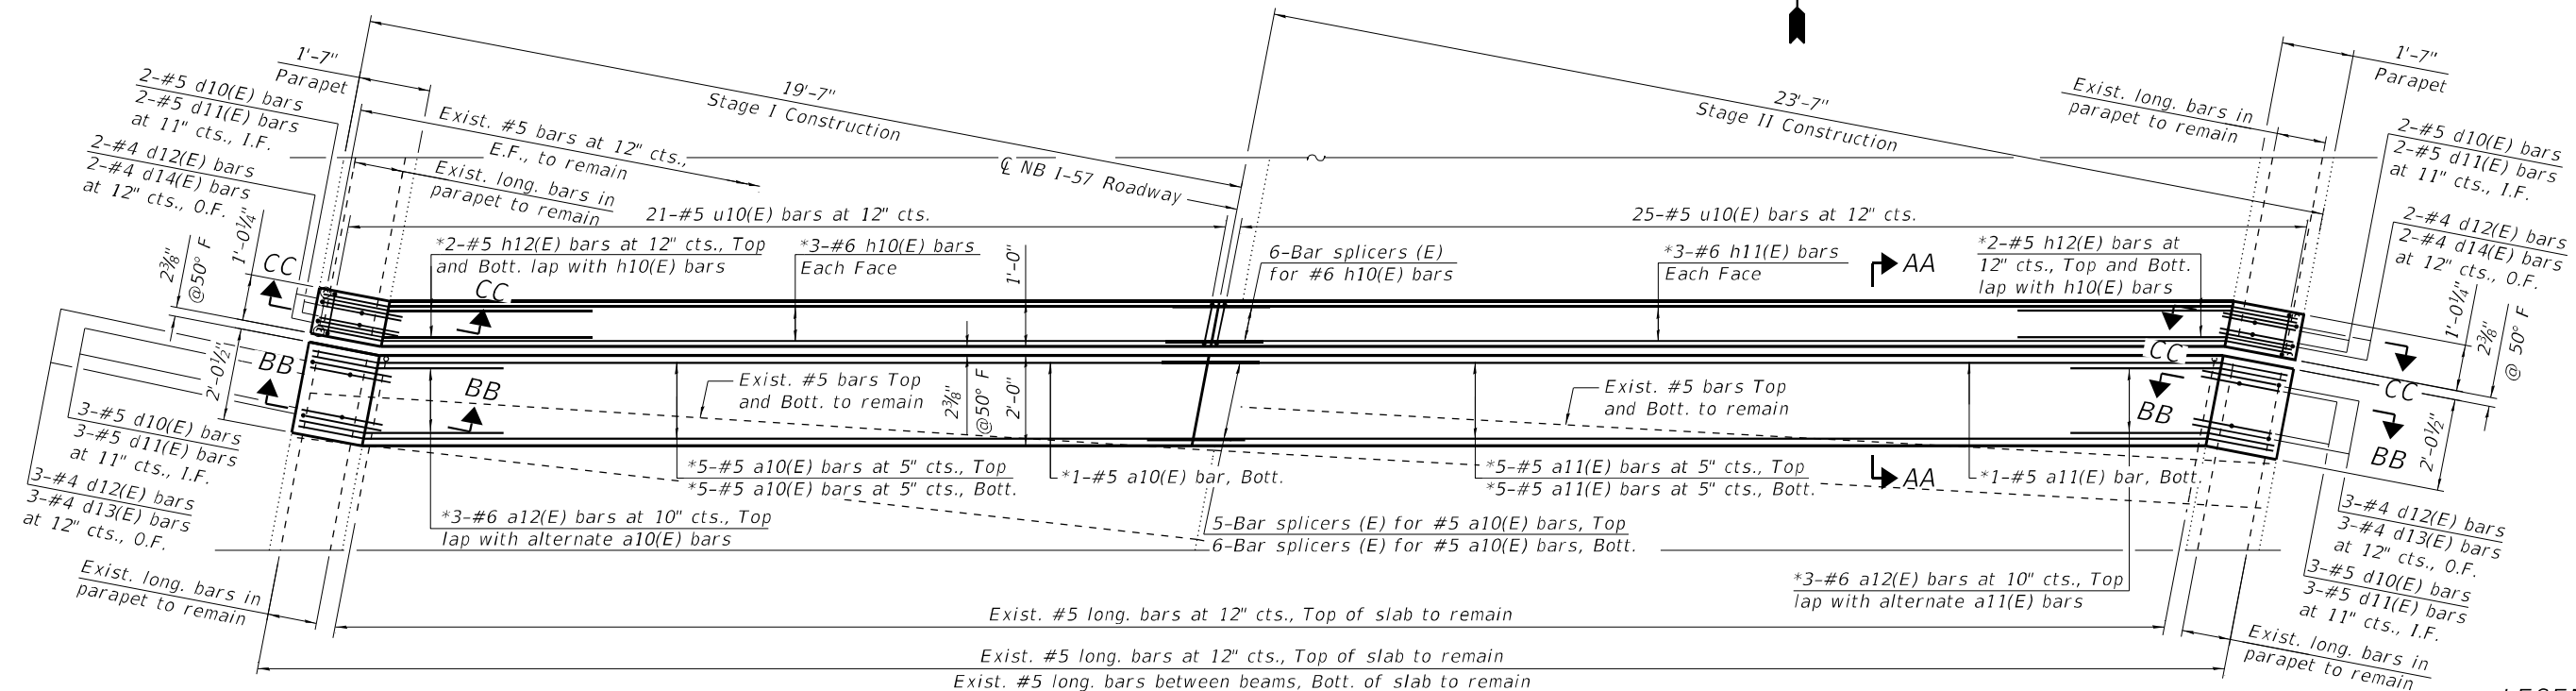 1'-7"
Parapet
19'-7"
Stage I Construction
23'-7"
Stage II Construction
1'-7"
Parapet
2-#5 d10(E) bars
2-#5 d11(E) bars
at 11" cts., I.F.
2-#4 d12(E) bars
2-#4 d14(E) bars
at 12" cts., O.F.
Exist. #5 bars at 12" cts.,
E.F., to remain
Exist. long. bars in
parapet to remain
℄ NB I-57 Roadway
Exist. long. bars in
parapet to remain
2-#5 d10(E) bars
2-#5 d11(E) bars
at 11" cts., I.F.
2-#4 d12(E) bars
2-#4 d14(E) bars
at 12" cts., O.F.
21-#5 u10(E) bars at 12" cts.
25-#5 u10(E) bars at 12" cts.
2⅜"
@50° F
1'-0¼"
CC
*2-#5 h12(E) bars at 12" cts., Top
and Bott. lap with h10(E) bars
CC
*3-#6 h10(E) bars
Each Face
1'-0"
6-Bar splicers (E)
for #6 h10(E) bars
*3-#6 h11(E) bars
Each Face
AA
*2-#5 h12(E) bars at
12" cts., Top and Bott.
lap with h10(E) bars
1'-0¼"
2⅜"
@ 50° F
CC
CC
2'-0½"
BB
BB
Exist. #5 bars Top
and Bott. to remain
2⅜"
@50° F
2'-0"
Exist. #5 bars Top
and Bott. to remain
BB
BB
2'-0½"
3-#5 d10(E) bars
3-#5 d11(E) bars
at 11" cts., I.F.
3-#4 d12(E) bars
3-#4 d13(E) bars
at 12" cts., O.F.
*5-#5 a10(E) bars at 5" cts., Top
*5-#5 a10(E) bars at 5" cts., Bott.
*1-#5 a10(E) bar, Bott.
*5-#5 a11(E) bars at 5" cts., Top
*5-#5 a11(E) bars at 5" cts., Bott.
AA
*1-#5 a11(E) bar, Bott.
*3-#6 a12(E) bars at 10" cts., Top
lap with alternate a10(E) bars
5-Bar splicers (E) for #5 a10(E) bars, Top
6-Bar splicers (E) for #5 a10(E) bars, Bott.
3-#4 d12(E) bars
3-#4 d13(E) bars
at 12" cts., O.F.
3-#5 d10(E) bars
3-#5 d11(E) bars
at 11" cts., I.F.
*3-#6 a12(E) bars at 10" cts., Top
lap with alternate a11(E) bars
Exist. long. bars in
parapet to remain
Exist. #5 long. bars at 12" cts., Top of slab to remain
Exist. #5 long. bars at 12" cts., Top of slab to remain
Exist. #5 long. bars between beams, Bott. of slab to remain
Exist. long. bars in
parapet to remain